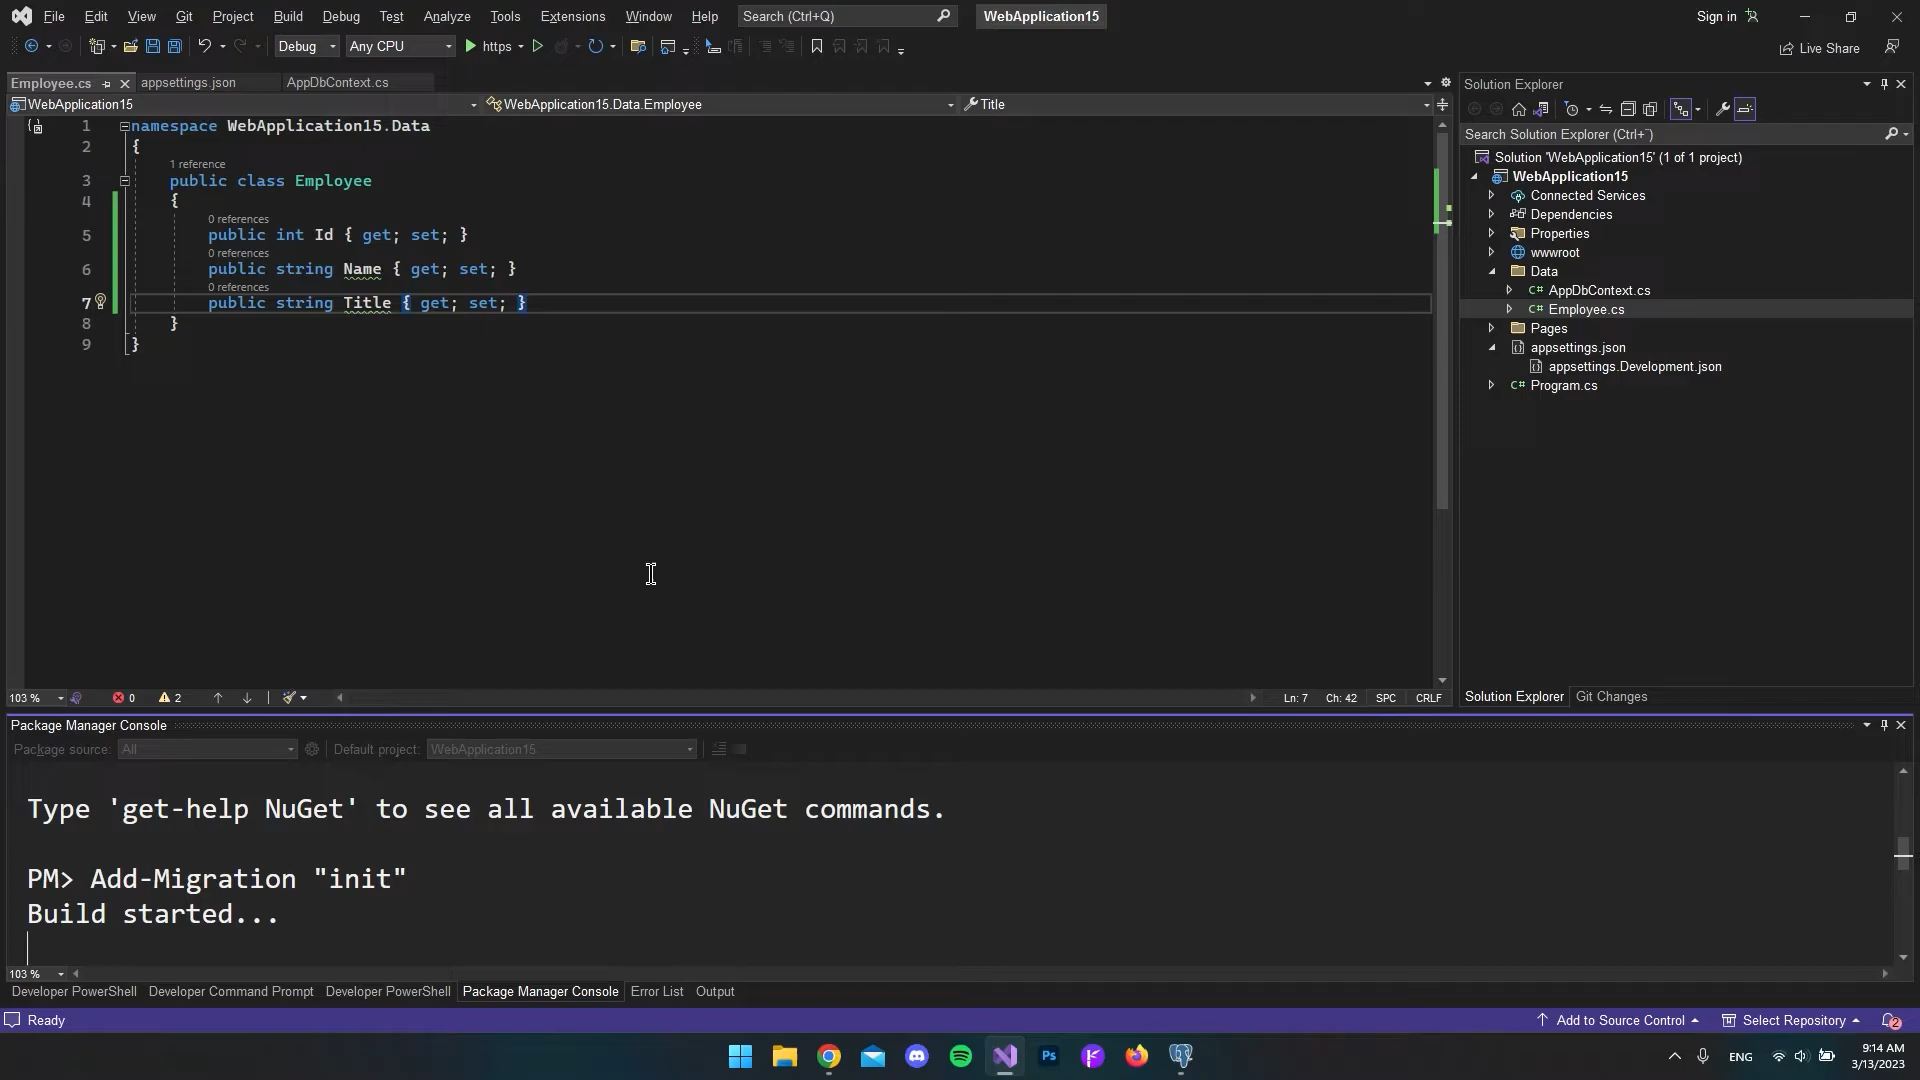 File Edit View Git Project Build Debug Test Analyze Tools Extensions Window Help Search (Ctrl+Q) WebApplication15 Sign in
Debug Any CPU https Live Share
Employee.cs appsettings.json AppDbContext.cs
WebApplication15 WebApplication15.Data.Employee Title
1 namespace WebApplication15.Data
2 {
1 reference
3 public class Employee
4 {
0 references
5 public int Id { get; set; }
0 references
6 public string Name { get; set; }
0 references
7 public string Title { get; set; }
8 }
9 }
103 % 0 2 Ln: 7 Ch: 42 SPC CRLF
Solution Explorer
Search Solution Explorer (Ctrl+¨)
Solution 'WebApplication15' (1 of 1 project)
WebApplication15
Connected Services
Dependencies
Properties
wwwroot
Data
C# AppDbContext.cs
C# Employee.cs
Pages
appsettings.json
appsettings.Development.json
C# Program.cs
Solution Explorer Git Changes
Package Manager Console
Package source: All Default project: WebApplication15
Type 'get-help NuGet' to see all available NuGet commands.
PM> Add-Migration "init"
Build started...
103 %
Developer PowerShell Developer Command Prompt Developer PowerShell Package Manager Console Error List Output
Ready Add to Source Control Select Repository 2
Ps ENG 9:14 AM
3/13/2023